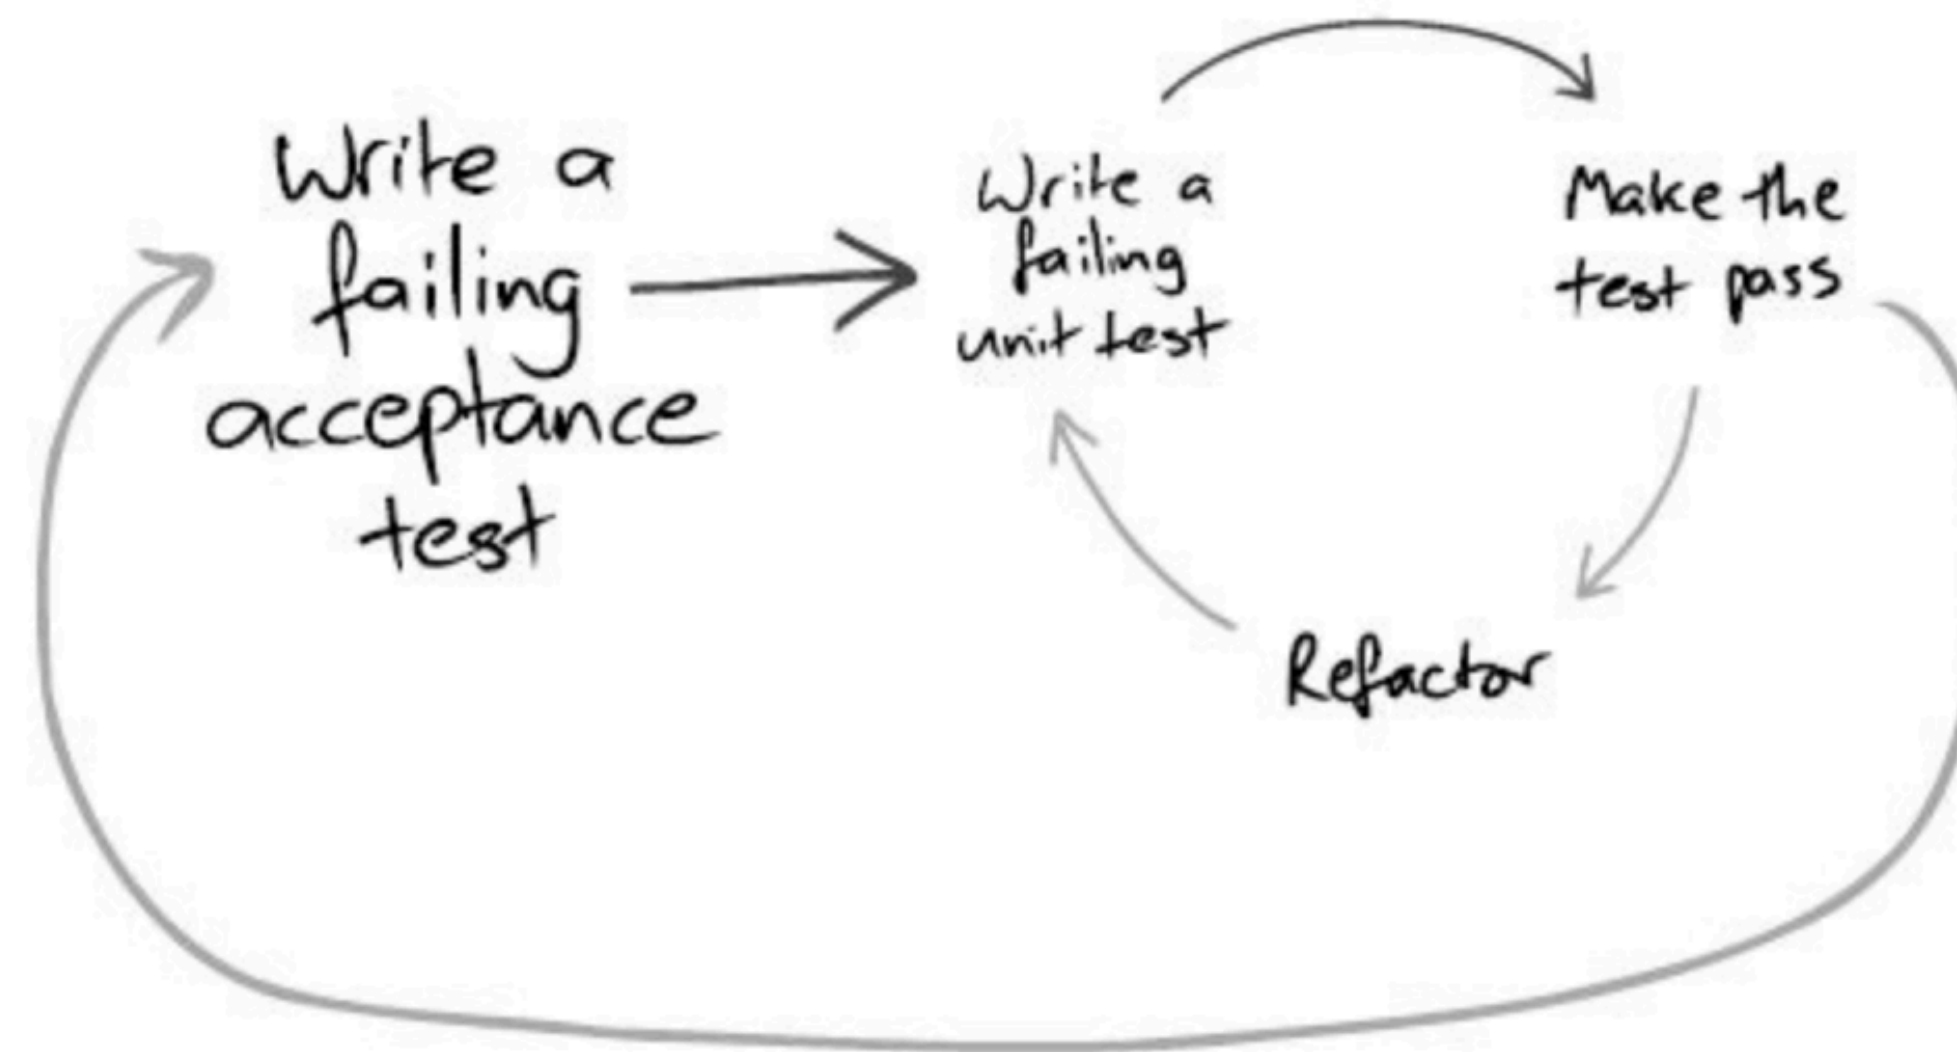 Write a
failing
acceptance
test
Write a
failing
unit test
Make the
test pass
Refactor